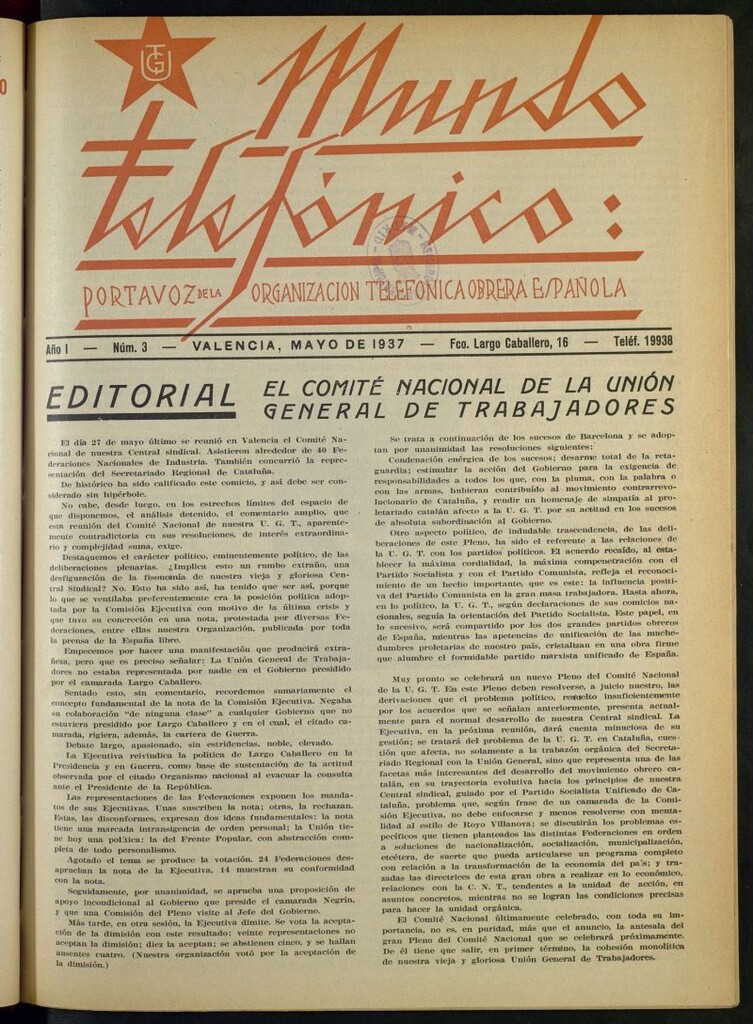 UGT
Mundo
Telefónico:
PORTAVOZ DE LA ORGANIZACION TELEFONICA OBRERA ESPAÑOLA
Año I — Núm. 3 — VALENCIA, MAYO DE 1937 — Fco. Largo Caballero, 16 — Teléf. 19938
EDITORIAL
EL COMITÉ NACIONAL DE LA UNIÓN
GENERAL DE TRABAJADORES
El día 27 de mayo último se reunió en Valencia el Comité Na-
cional de nuestra Central sindical. Asistieron alrededor de 40 Fe-
deraciones Nacionales de Industria. También concurrió la repre-
sentación del Secretariado Regional de Cataluña.
De histórico ha sido calificado este comicio, y así debe ser con-
siderado sin hipérbole.
No cabe, desde luego, en los estrechos límites del espacio de
que disponemos, el análisis detenido, el comentario amplio, que
esta reunión del Comité Nacional de nuestra U. G. T., aparente-
mente contradictoria en sus resoluciones, de interés extraordina-
rio y complejidad suma, exige.
Destaquemos el carácter político, eminentemente político, de las
deliberaciones plenarias. ¿Implica esto un rumbo extraño, una
desfiguración de la fisonomía de nuestra vieja y gloriosa Cen-
tral Sindical? No. Esto ha sido así, ha tenido que ser así, porque
lo que se ventilaba preferentemente era la posición política adop-
tada por la Comisión Ejecutiva con motivo de la última crisis y
que tuvo su concreción en una nota, protestada por diversas Fe-
deraciones, entre ellas nuestra Organización, publicada por toda
la prensa de la España libre.
Empecemos por hacer una manifestación que producirá extra-
ñeza, pero que es preciso señalar: La Unión General de Trabaja-
dores no estaba representada por nadie en el Gobierno presidido
por el camarada Largo Caballero.
Sentado esto, sin comentario, recordemos sumariamente el
concepto fundamental de la nota de la Comisión Ejecutiva. Negaba
su colaboración "de ninguna clase" a cualquier Gobierno que no
estuviera presidido por Largo Caballero y en el cual, el citado ca-
marada, rigiera, además, la cartera de Guerra.
Debate largo, apasionado, sin estridencias, noble, elevado.
La Ejecutiva reivindica la política de Largo Caballero en la
Presidencia y en Guerra, como base de sustentación de la actitud
observada por el citado Organismo nacional al evacuar la consulta
ante el Presidente de la República.
Las representaciones de las Federaciones exponen los manda-
tos de sus Ejecutivas. Unas suscriben la nota; otras, la rechazan.
Estas, las disconformes, expresan dos ideas fundamentales: la nota
tiene una marcada intransigencia de orden personal; la Unión tie-
ne hoy una política: la del Frente Popular, con abstracción com-
pleta de todo personalismo.
Agotado el tema se produce la votación. 24 Federaciones des-
aprueban la nota de la Ejecutiva, 14 muestran su conformidad
con la nota.
Seguidamente, por unanimidad, se aprueba una proposición de
apoyo incondicional al Gobierno que preside el camarada Negrín,
y que una Comisión del Pleno visite al Jefe del Gobierno.
Más tarde, en otra sesión, la Ejecutiva dimite. Se vota la acepta-
ción de la dimisión con este resultado: veinte representaciones no
aceptan la dimisión; diez la aceptan; se abstienen cinco, y se hallan
ausentes cuatro. (Nuestra organización votó por la aceptación de
la dimisión.)
Se trata a continuación de los sucesos de Barcelona y se adop-
tan por unanimidad las resoluciones siguientes:
Condenación enérgica de los sucesos; desarme total de la reta-
guardia; estimular la acción del Gobierno para la exigencia de
responsabilidades a todos los que, con la pluma, con la palabra o
con las armas, hubieran contribuído al movimiento contrarrevo-
lucionario de Cataluña, y rendir un homenaje de simpatía al pro-
letariado catalán afecto a la U. G. T. por su actitud en los sucesos
de absoluta subordinación al Gobierno.
Otro aspecto político, de indudable trascendencia, de las deli-
beraciones de este Pleno, ha sido el referente a las relaciones de
la U. G. T. con los partidos políticos. El acuerdo recaído, al esta-
blecer la máxima cordialidad, la máxima compenetración con el
Partido Socialista y con el Partido Comunista, refleja el reconoci-
miento de un hecho importante, que es este: la influencia positi-
va del Partido Comunista en la gran masa trabajadora. Hasta ahora,
en lo político, la U. G. T., según declaraciones de sus comicios na-
cionales, seguía la orientación del Partido Socialista. Este papel, en
lo sucesivo, será compartido por los dos grandes partidos obreros
de España, mientras las apetencias de unificación de las muche-
dumbres proletarias de nuestro país, cristalizan en una obra firme
que alumbre el formidable partido marxista unificado de España.
Muy pronto se celebrará un nuevo Pleno del Comité Nacional
de la U. G. T. En este Pleno deben resolverse, a juicio nuestro, las
derivaciones que el problema político, resuelto insuficientemente
por los acuerdos que se señalan anteriormente, presenta actual-
mente para el normal desarrollo de nuestra Central sindical. La
Ejecutiva, en la próxima reunión, dará cuenta minuciosa de su
gestión; se tratará del problema de la U. G. T. en Cataluña, cues-
tión que afecta, no solamente a la trabazón orgánica del Secreta-
riado Regional con la Unión General, sino que representa una de las
facetas más interesantes del desarrollo del movimiento obrero ca-
talán, en su trayectoria evolutiva hacia los principios de nuestra
Central sindical, guiado por el Partido Socialista Unificado de Ca-
taluña, problema que, según frase de un camarada de la Comi-
sión Ejecutiva, no debe enfocarse y menos resolverse con menta-
lidad al estilo de Royo Villanova; se discutirán los problemas es-
pecíficos que tienen planteados las distintas Federaciones en orden
a soluciones de nacionalización, socialización, municipalización,
etcétera, de suerte que pueda articularse un programa completo
con relación a la transformación de la economía del país; y tra-
zadas las directrices de esta gran obra a realizar en lo económico,
relaciones con la C. N. T., tendentes a la unidad de acción, en
asuntos concretos, mientras no se logran las condiciones precisas
para hacer la unidad orgánica.
El Comité Nacional últimamente celebrado, con toda su im-
portancia, no es, en puridad, más que el anuncio, la antesala del
gran Pleno del Comité Nacional que se celebrará próximamente.
De él tiene que salir, en primer término, la cohesión monolítica
de nuestra vieja y gloriosa Unión General de Trabajadores.